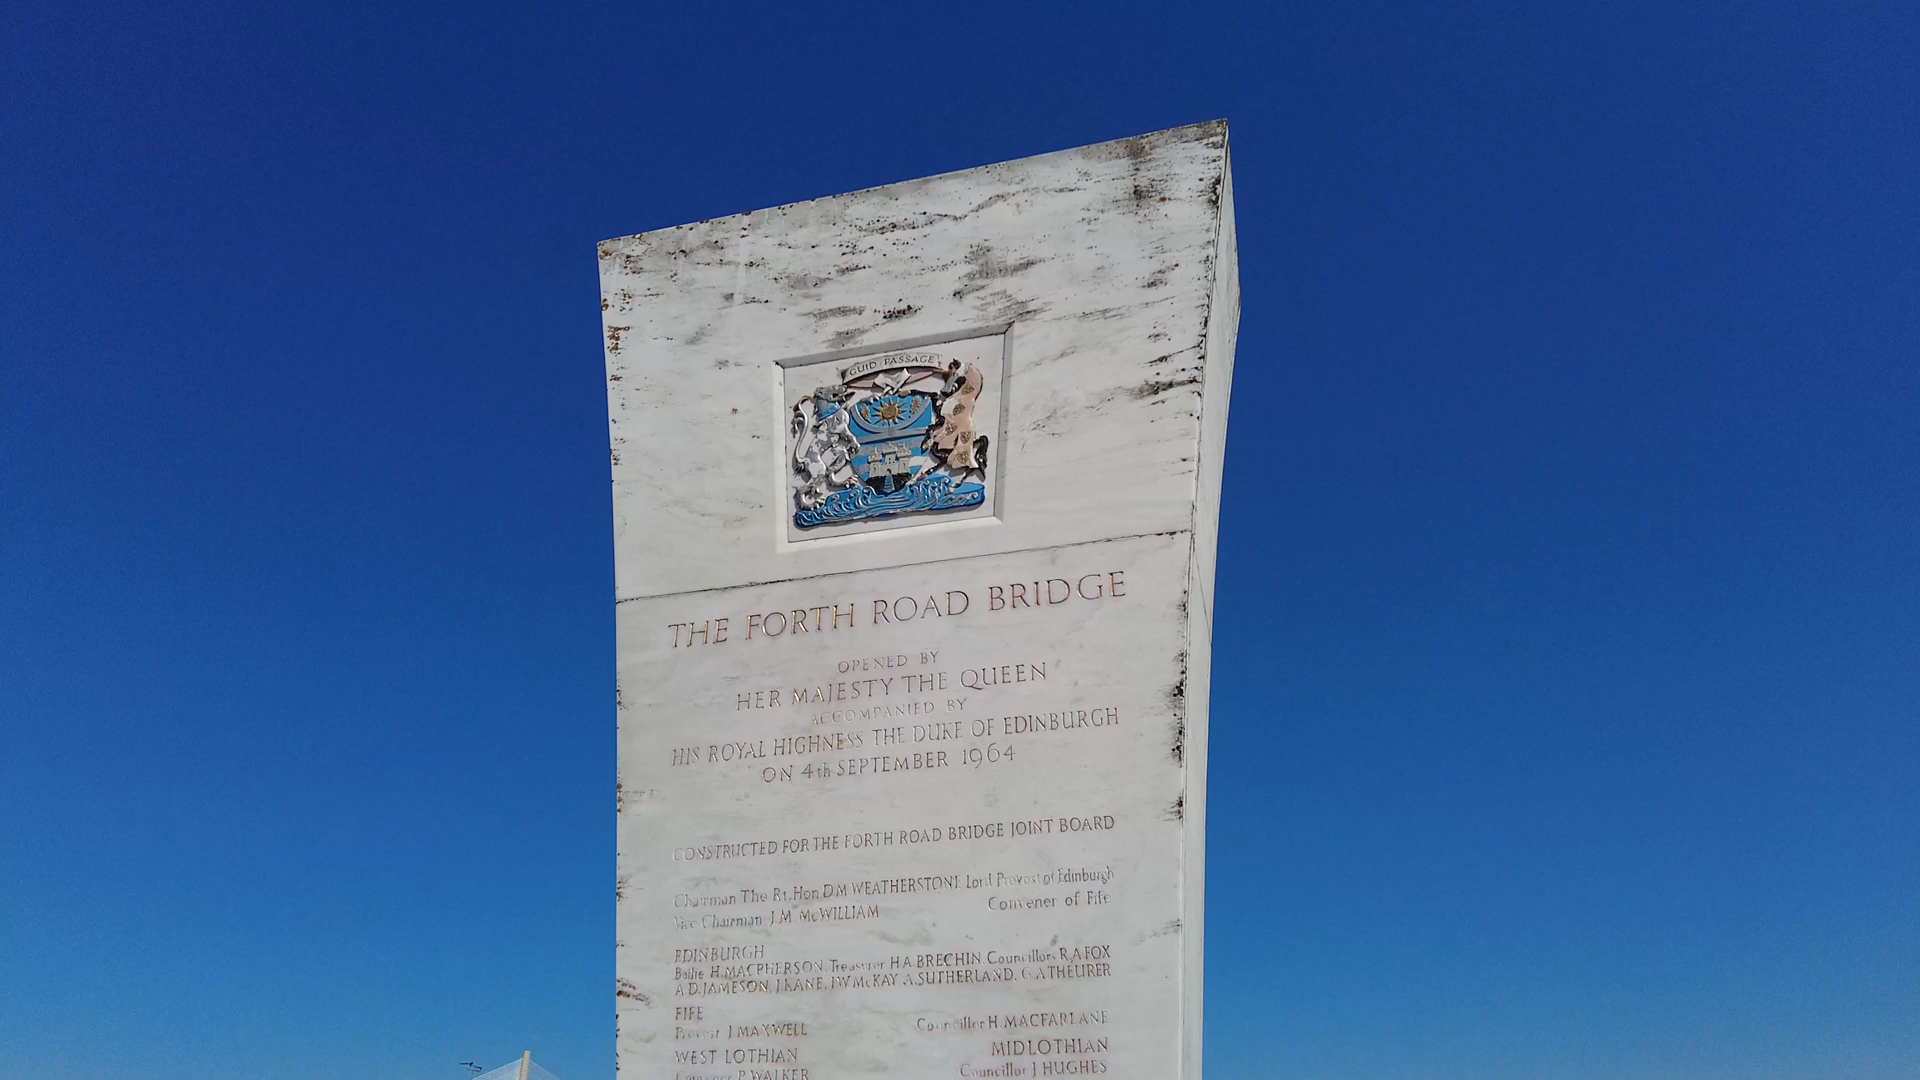 GUID PASSAGE
THE FORTH ROAD BRIDGE
OPENED BY
HER MAJESTY THE QUEEN
ACCOMPANIED BY
HIS ROYAL HIGHNESS THE DUKE OF EDINBURGH
ON 4th SEPTEMBER 1964
CONSTRUCTED FOR THE FORTH ROAD BRIDGE JOINT BOARD
Chairman The Rt. Hon D.M WEATHERSTONE Lord Provost of Edinburgh
Vice Chairman J.M McWILLIAM Convener of Fife
EDINBURGH
Bailie H. MACPHERSON, Treasurer H.A. BRECHIN Councillors R.A FOX
A.D. JAMESON, J. KANE, I.W McKAY A. SUTHERLAND, G. A THEURER
FIFE
Provost J MAXWELL Councillor H. MACFARLANE
WEST LOTHIAN MIDLOTHIAN
Convener P. WALKER Councillor J HUGHES